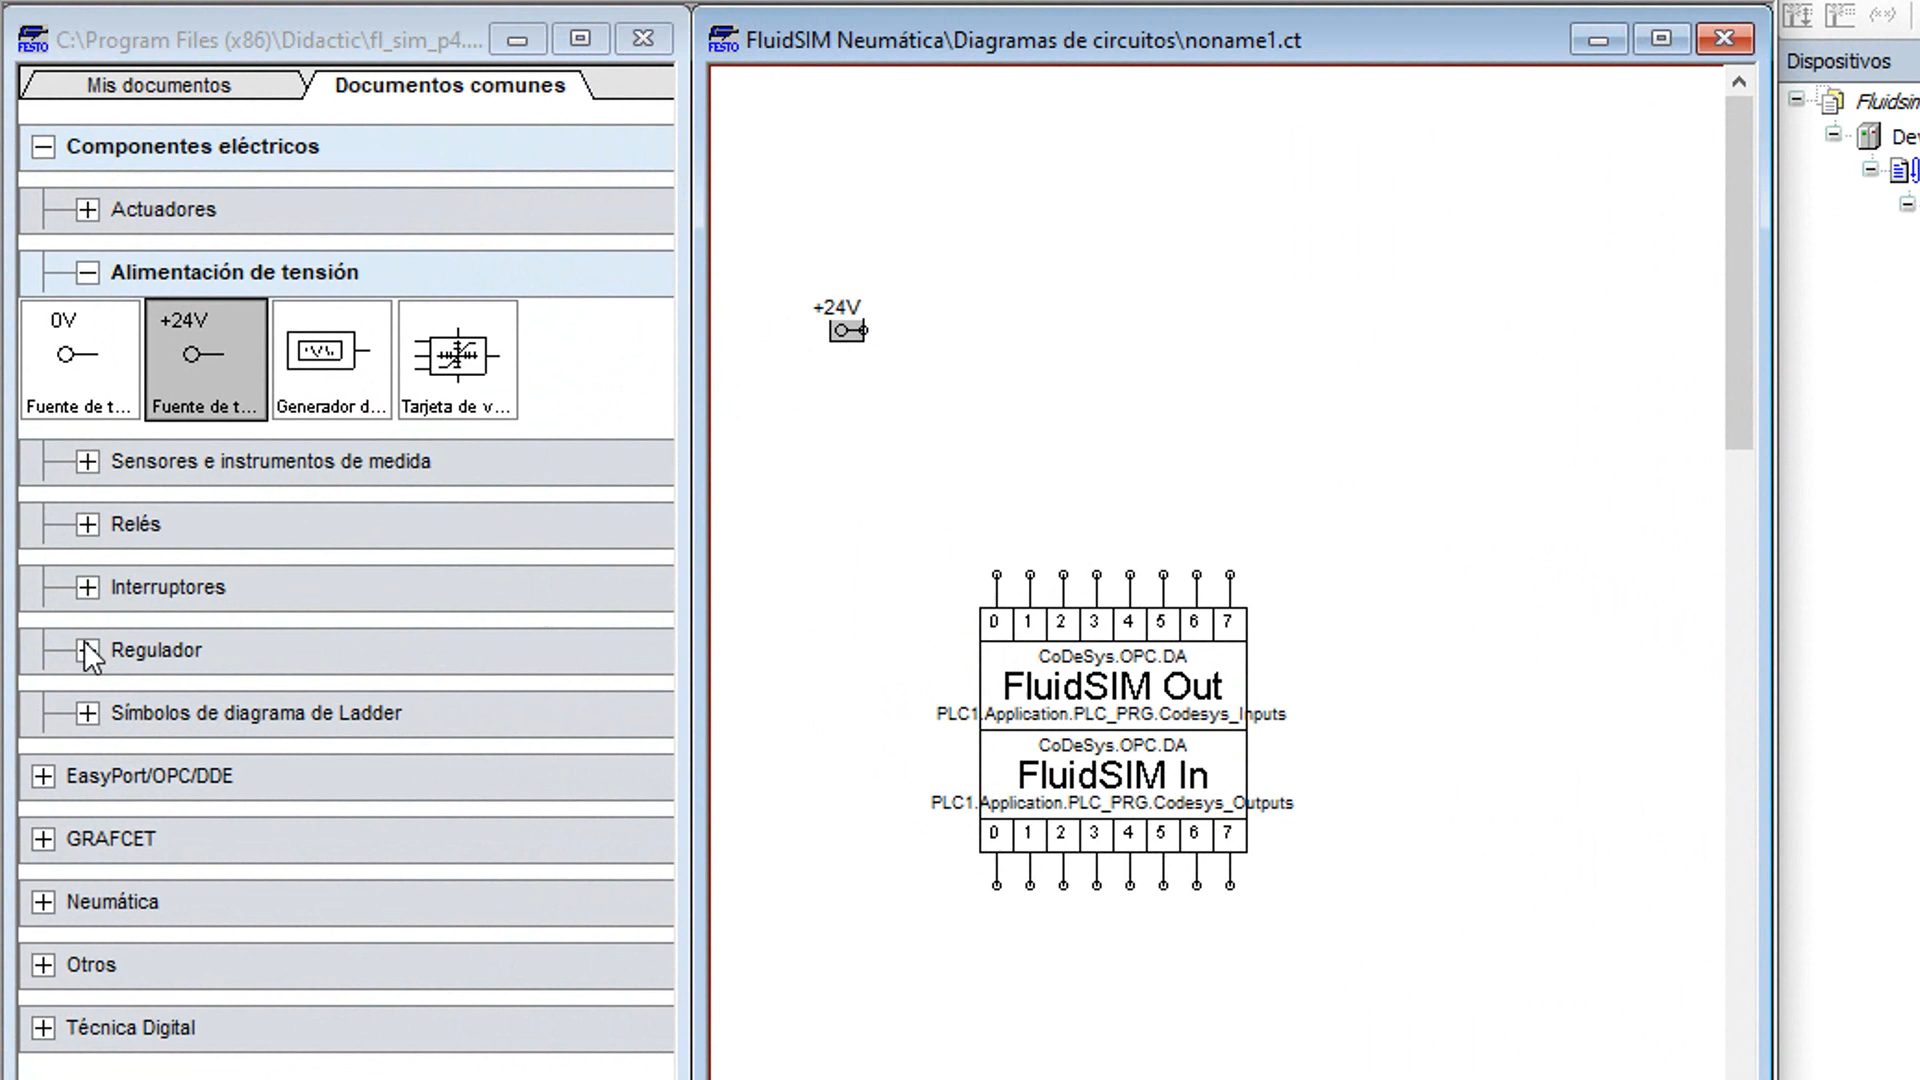 FESTO
C:\Program Files (x86)\Didactic\fl_sim_p4....
Mis documentos
Documentos comunes
Componentes eléctricos
Actuadores
Alimentación de tensión
0V
+24V
Fuente de t...
Fuente de t...
Generador d...
Tarjeta de v...
Sensores e instrumentos de medida
Relés
Interruptores
Regulador
Símbolos de diagrama de Ladder
EasyPort/OPC/DDE
GRAFCET
Neumática
Otros
Técnica Digital
FESTO
FluidSIM Neumática\Diagramas de circuitos\noname1.ct
+24V
0 1 2 3 4 5 6 7
CoDeSys.OPC.DA
FluidSIM Out
PLC1.Application.PLC_PRG.Codesys_Inputs
CoDeSys.OPC.DA
FluidSIM In
PLC1.Application.PLC_PRG.Codesys_Outputs
0 1 2 3 4 5 6 7
Dispositivos
Fluidsim
Dev